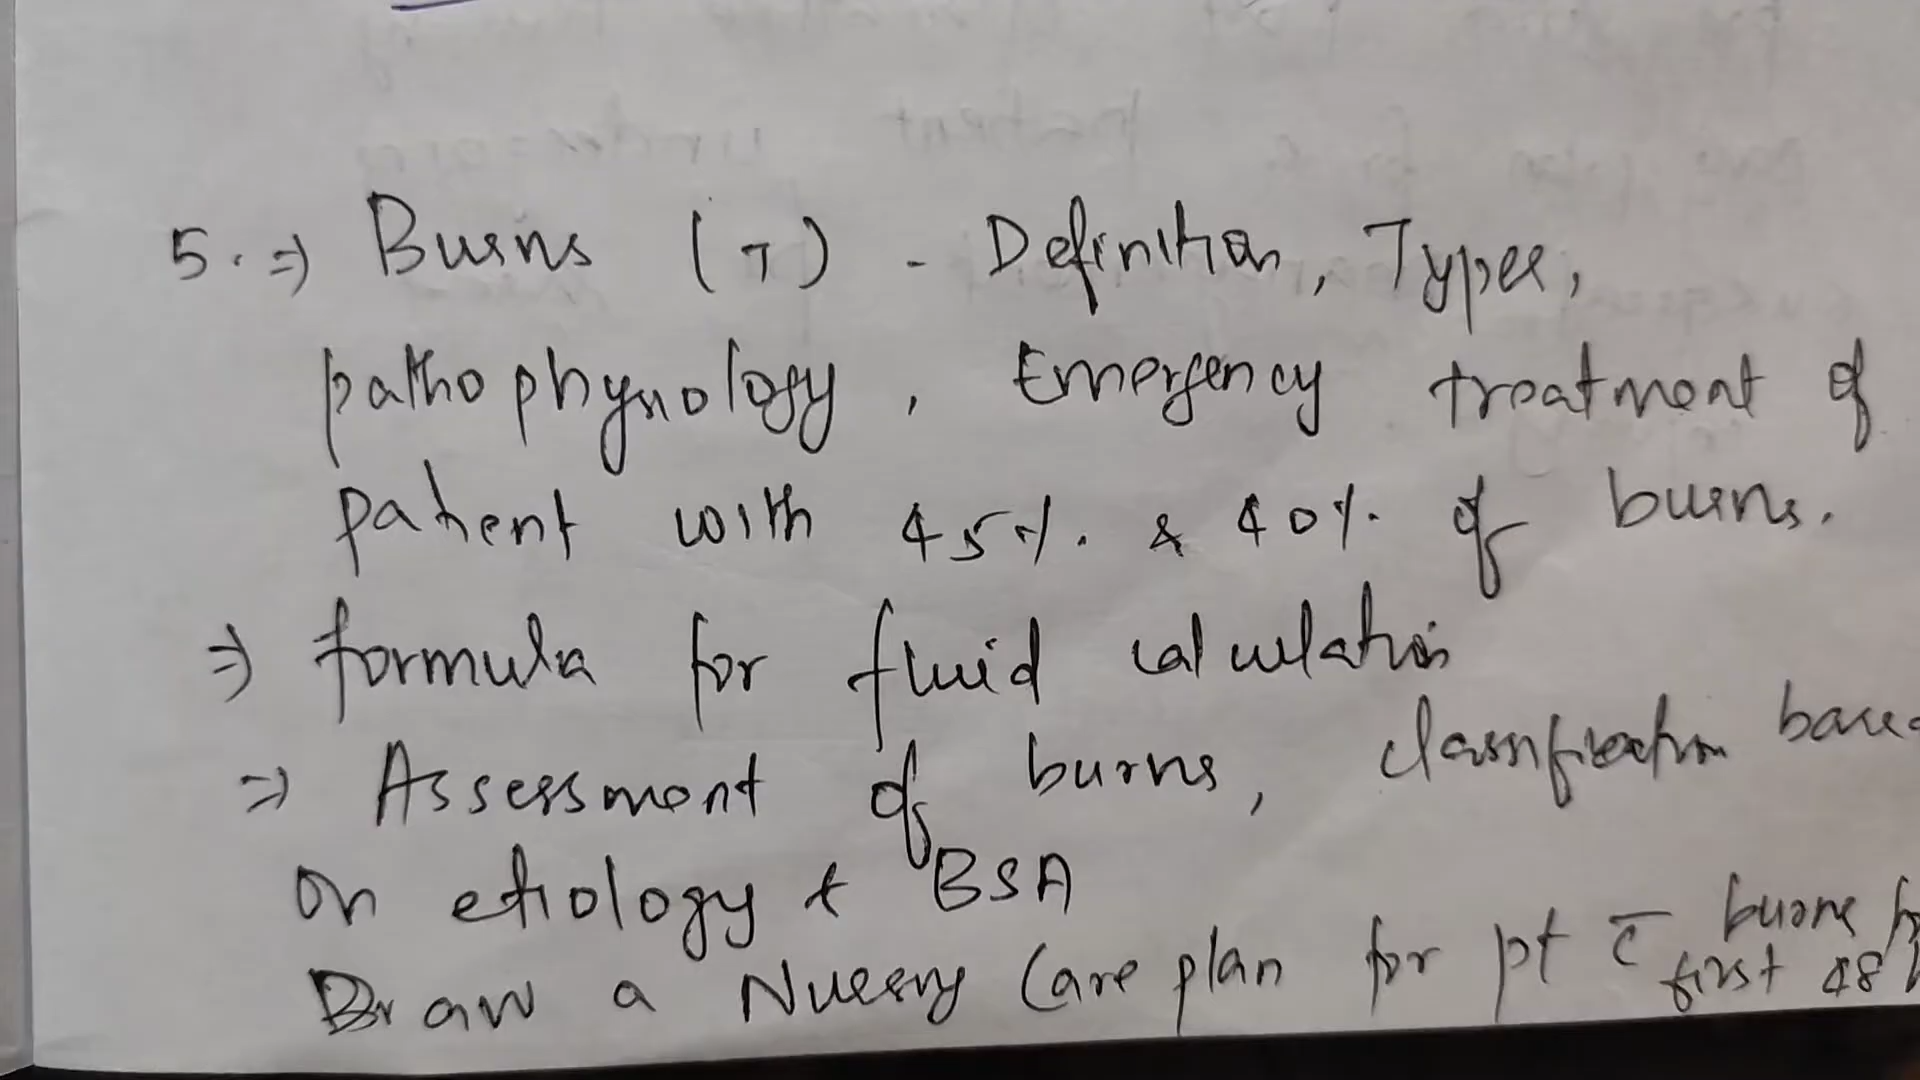 5. ⇒ Burns (7) - Definition, Types,
pathophysiology, Emergency treatment of
patient with 45%. & 40%. of burns.
⇒ formula for fluid calculation
⇒ Assessment of burns, classification based
on etiology & BSA
Draw a Nursing Care plan for pt c̄ burns
first 48